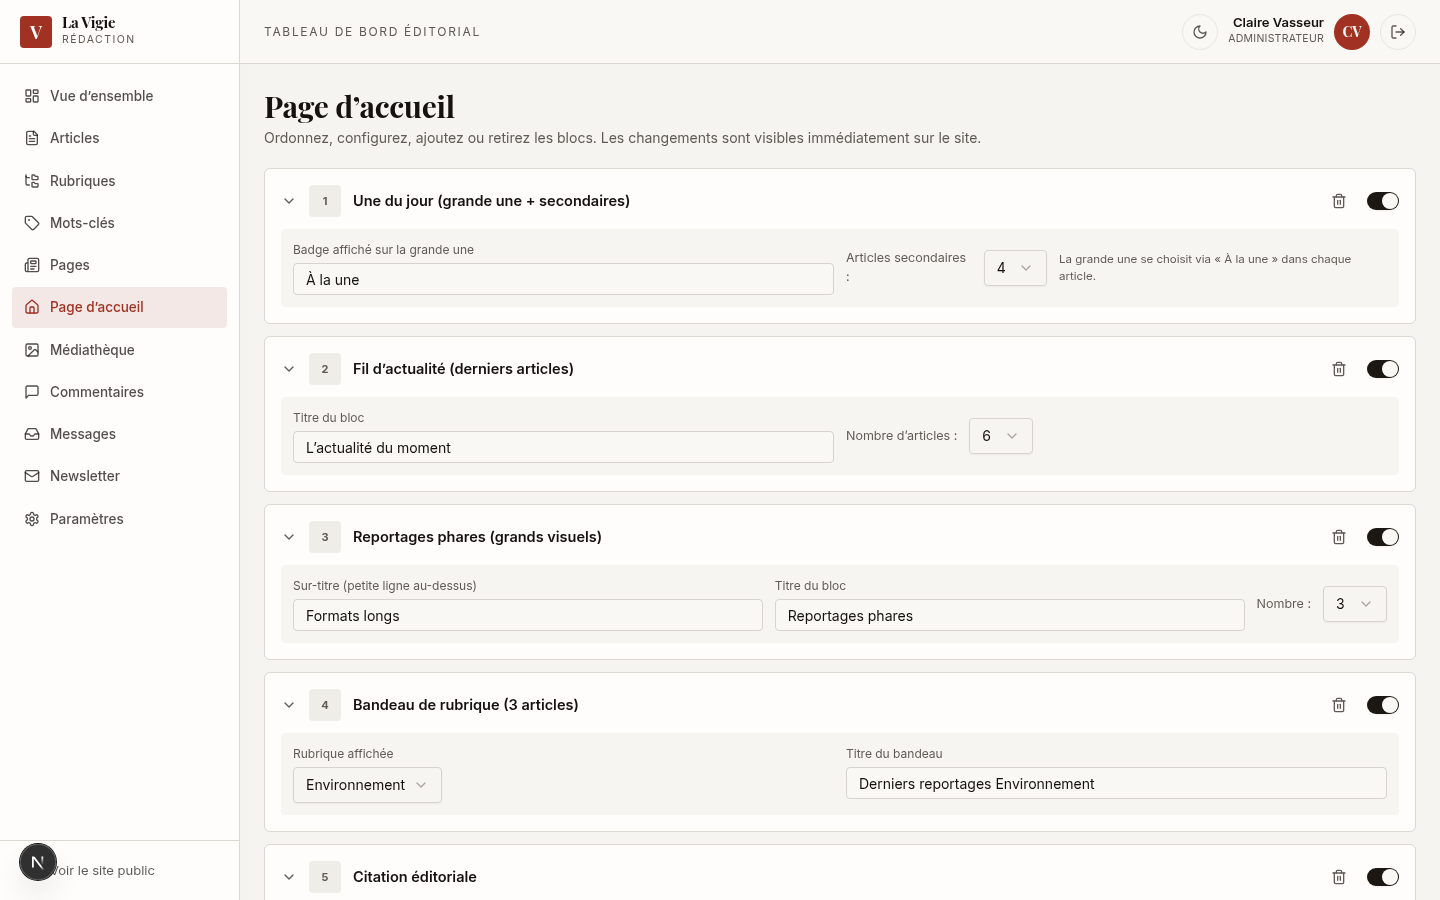 V
La Vigie
RÉDACTION
TABLEAU DE BORD ÉDITORIAL
Claire Vasseur
ADMINISTRATEUR
CV
Vue d’ensemble
Articles
Rubriques
Mots-clés
Pages
Page d’accueil
Médiathèque
Commentaires
Messages
Newsletter
Paramètres
N
Voir le site public
Page d’accueil
Ordonnez, configurez, ajoutez ou retirez les blocs. Les changements sont visibles immédiatement sur le site.
1
Une du jour (grande une + secondaires)
Badge affiché sur la grande une
À la une
Articles secondaires
:
4
La grande une se choisit via « À la une » dans chaque
article.
2
Fil d’actualité (derniers articles)
Titre du bloc
L’actualité du moment
Nombre d’articles :
6
3
Reportages phares (grands visuels)
Sur-titre (petite ligne au-dessus)
Formats longs
Titre du bloc
Reportages phares
Nombre :
3
4
Bandeau de rubrique (3 articles)
Rubrique affichée
Environnement
Titre du bandeau
Derniers reportages Environnement
5
Citation éditoriale